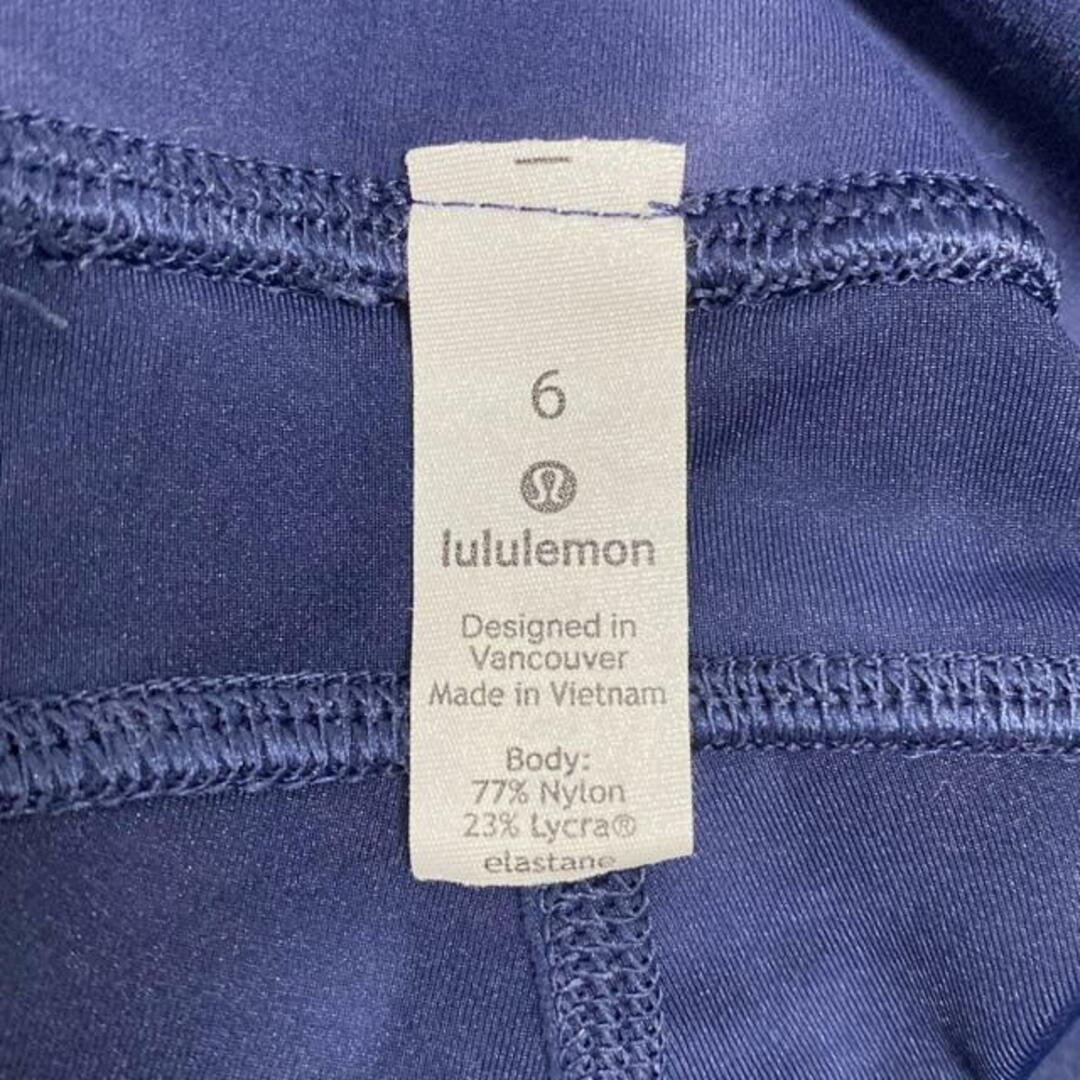 6
lululemon
Designed in
Vancouver
Made in Vietnam
Body:
77% Nylon
23% Lycra®
elastane